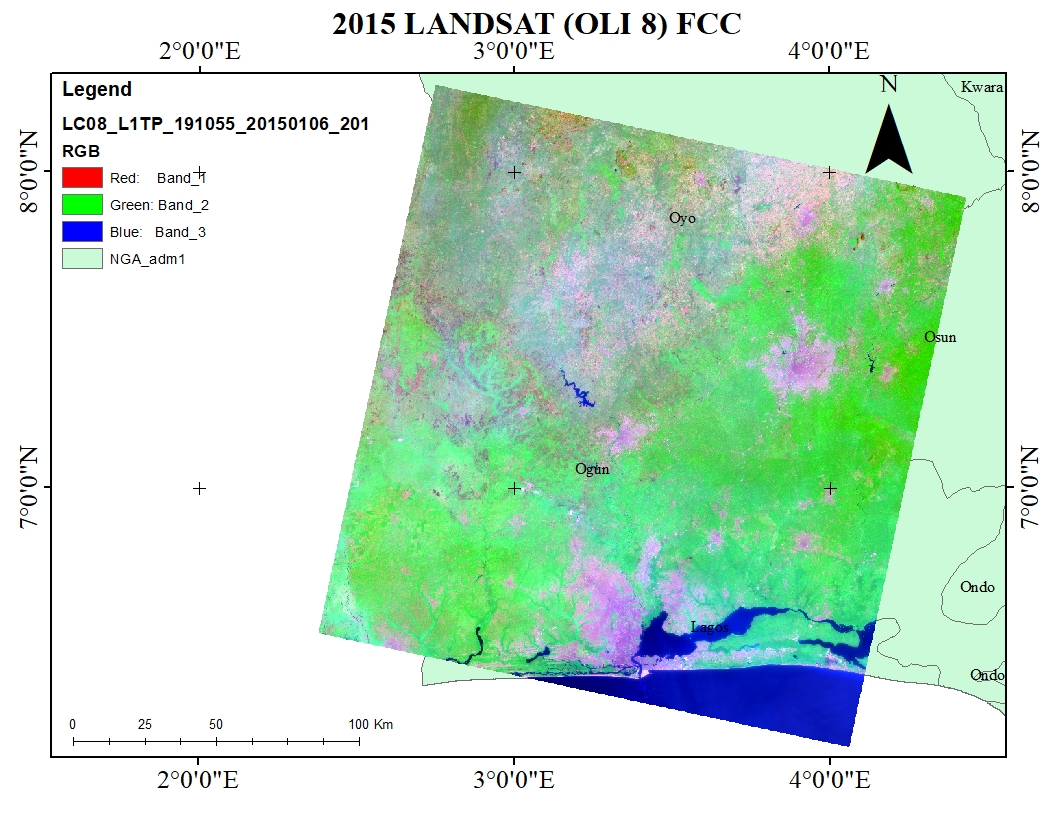 2015 LANDSAT (OLI 8) FCC
2°0'0"E 3°0'0"E 4°0'0"E
Legend
LC08_L1TP_191055_20150106_201
RGB
Red: Band_1
Green: Band_2
Blue: Band_3
NGA_adm1
N
Kwara
8°0'0"N 8°0'0"N
Oyo
Osun
Ogun
7°0'0"N 7°0'0"N
Ondo
Lagos
Ondo
0 25 50 100 Km
2°0'0"E 3°0'0"E 4°0'0"E